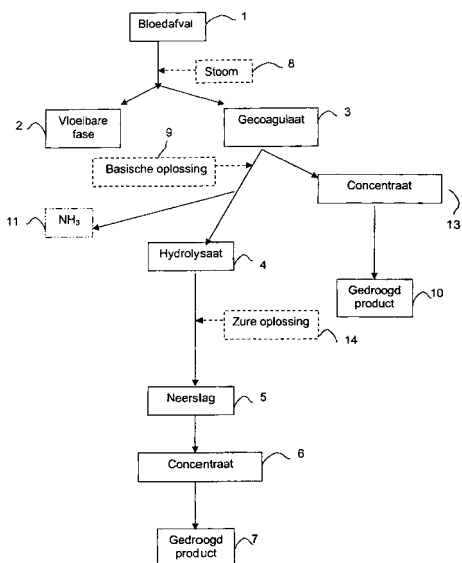 Bloedafval
1
Stoom
8
2
Vloeibare
fase
Gecoagulaat
3
9
Basische oplossing
Concentraat
13
11
NH₃
Hydrolysaat
4
Gedroogd
product
10
Zure oplossing
14
Neerslag
5
Concentraat
6
Gedroogd
product
7